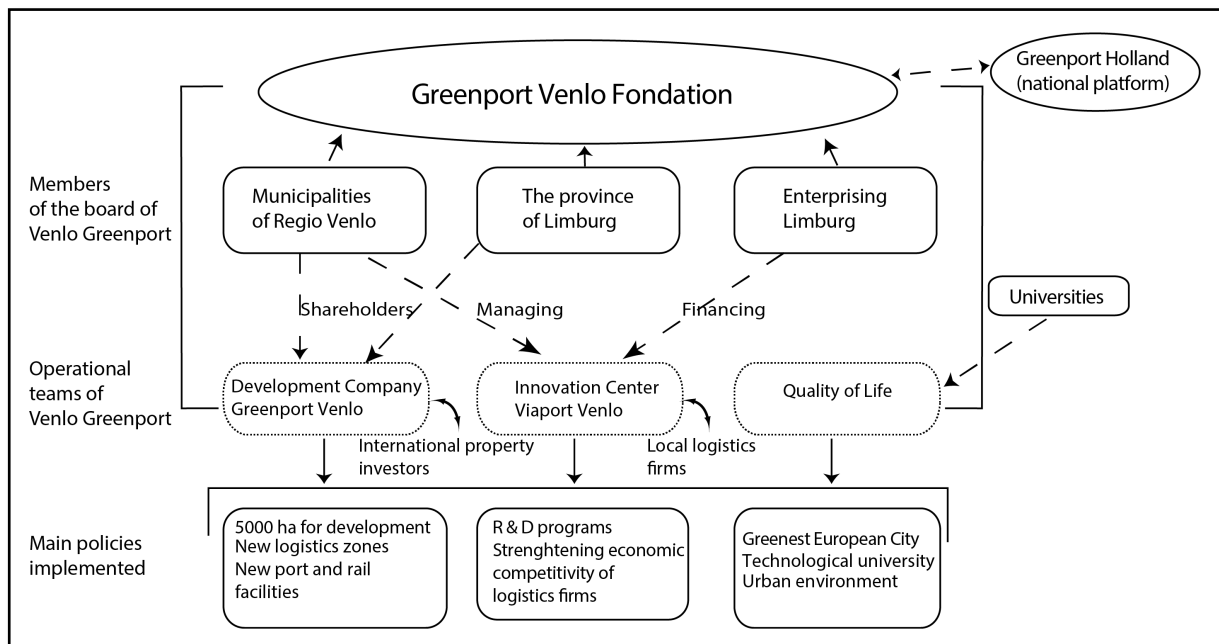 Greenport Holland
(national platform)
Greenport Venlo Fondation
Members
of the board of
Venlo Greenport
Municipalities
of Regio Venlo
The province
of Limburg
Enterprising
Limburg
Universities
Shareholders
Managing
Financing
Operational
teams of
Venlo Greenport
Development Company
Greenport Venlo
Innovation Center
Viaport Venlo
Quality of Life
International property
investors
Local logistics
firms
Main policies
implemented
5000 ha for development
New logistics zones
New port and rail
facilities
R & D programs
Strenghtening economic
competitivity of
logistics firms
Greenest European City
Technological university
Urban environment